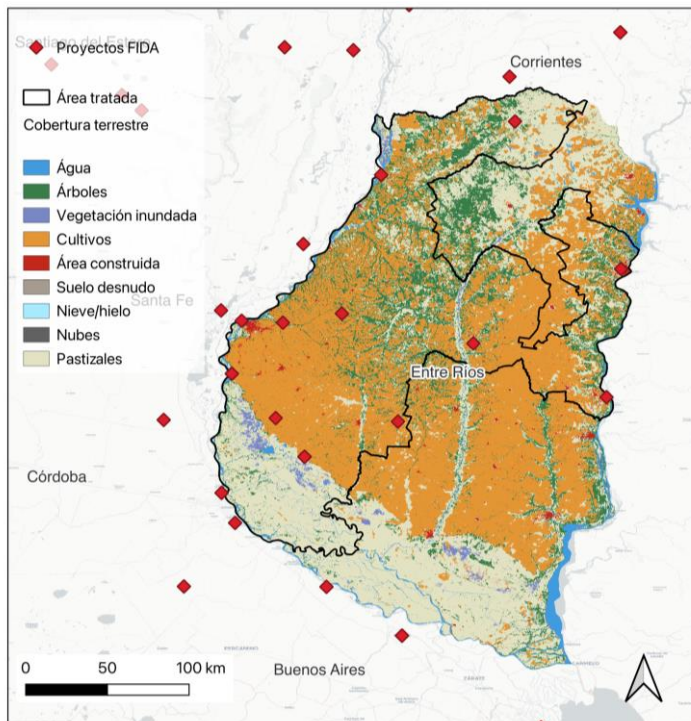 Santiago del Estero
Proyectos FIDA
Corrientes
Área tratada
Cobertura terrestre
Água
Árboles
Vegetación inundada
Cultivos
Área construida
Suelo desnudo
Santa Fe
Nieve/hielo
Nubes
Pastizales
Entre Ríos
Córdoba
0 50 100 km
Buenos Aires